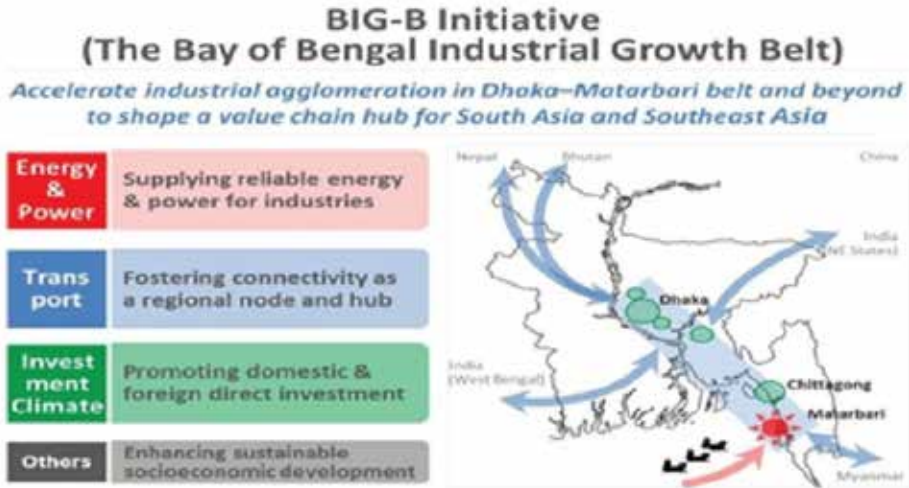 BIG-B Initiative
(The Bay of Bengal Industrial Growth Belt)
Accelerate industrial agglomeration in Dhaka–Matarbari belt and beyond
to shape a value chain hub for South Asia and Southeast Asia
Energy
&
Power
Supplying reliable energy
& power for industries
Trans
port
Fostering connectivity as
a regional node and hub
Invest
ment
Climate
Promoting domestic &
foreign direct investment
Others
Enhancing sustainable
socioeconomic development
Nepal
Bhutan
China
India
(NE States)
Dhaka
India
(West Bengal)
Chittagong
Matarbari
Myanmar